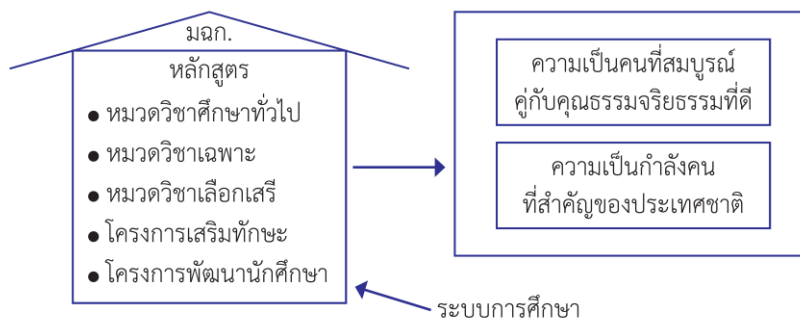 มฉก.
หลักสูตร
● หมวดวิชาศึกษาทั่วไป
● หมวดวิชาเฉพาะ
● หมวดวิชาเลือกเสรี
● โครงการเสริมทักษะ
● โครงการพัฒนานักศึกษา
ความเป็นคนที่สมบูรณ์
คู่กับคุณธรรมจริยธรรมที่ดี
ความเป็นกำลังคน
ที่สำคัญของประเทศชาติ
ระบบการศึกษา